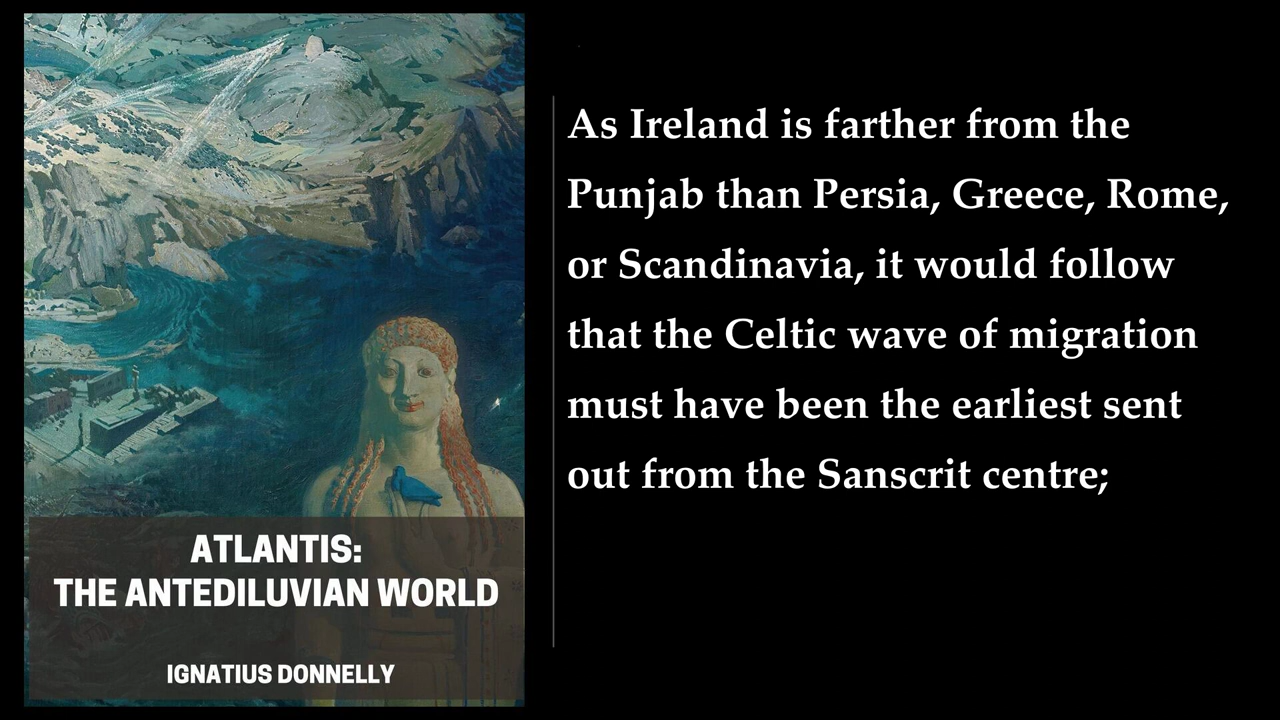 ATLANTIS:
THE ANTEDILUVIAN WORLD
IGNATIUS DONNELLY
As Ireland is farther from the
Punjab than Persia, Greece, Rome,
or Scandinavia, it would follow
that the Celtic wave of migration
must have been the earliest sent
out from the Sanscrit centre;